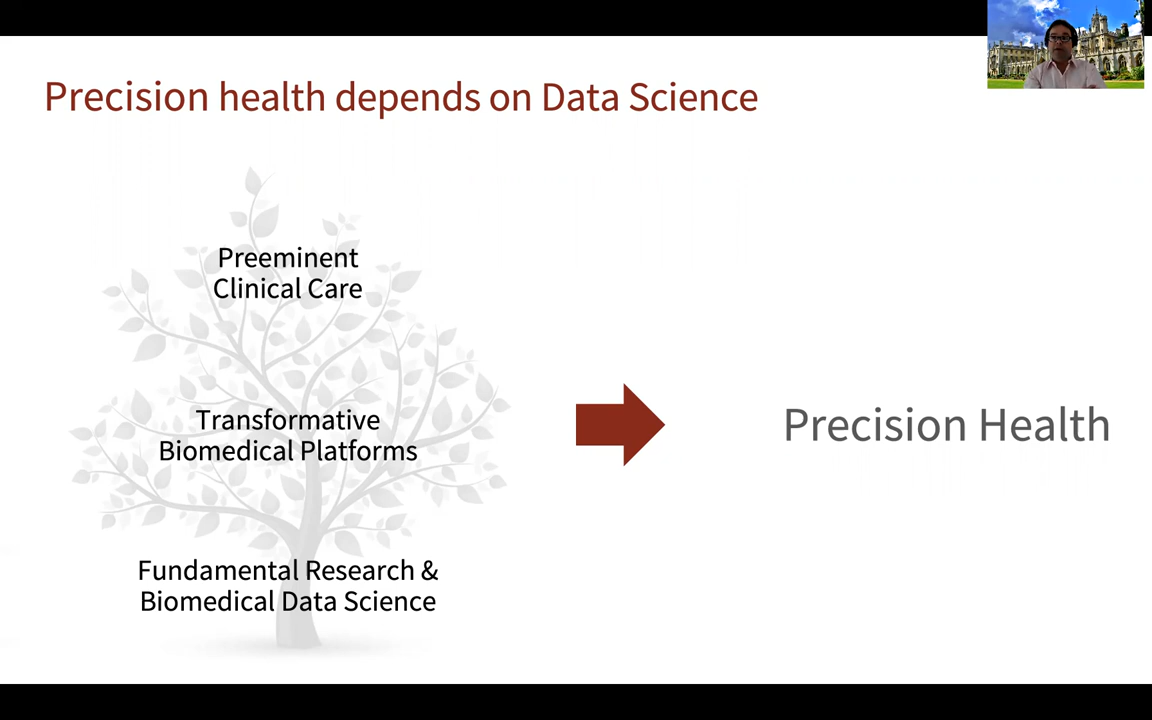 Precision health depends on Data Science
Preeminent
Clinical Care
Transformative
Biomedical Platforms
Fundamental Research &
Biomedical Data Science
Precision Health